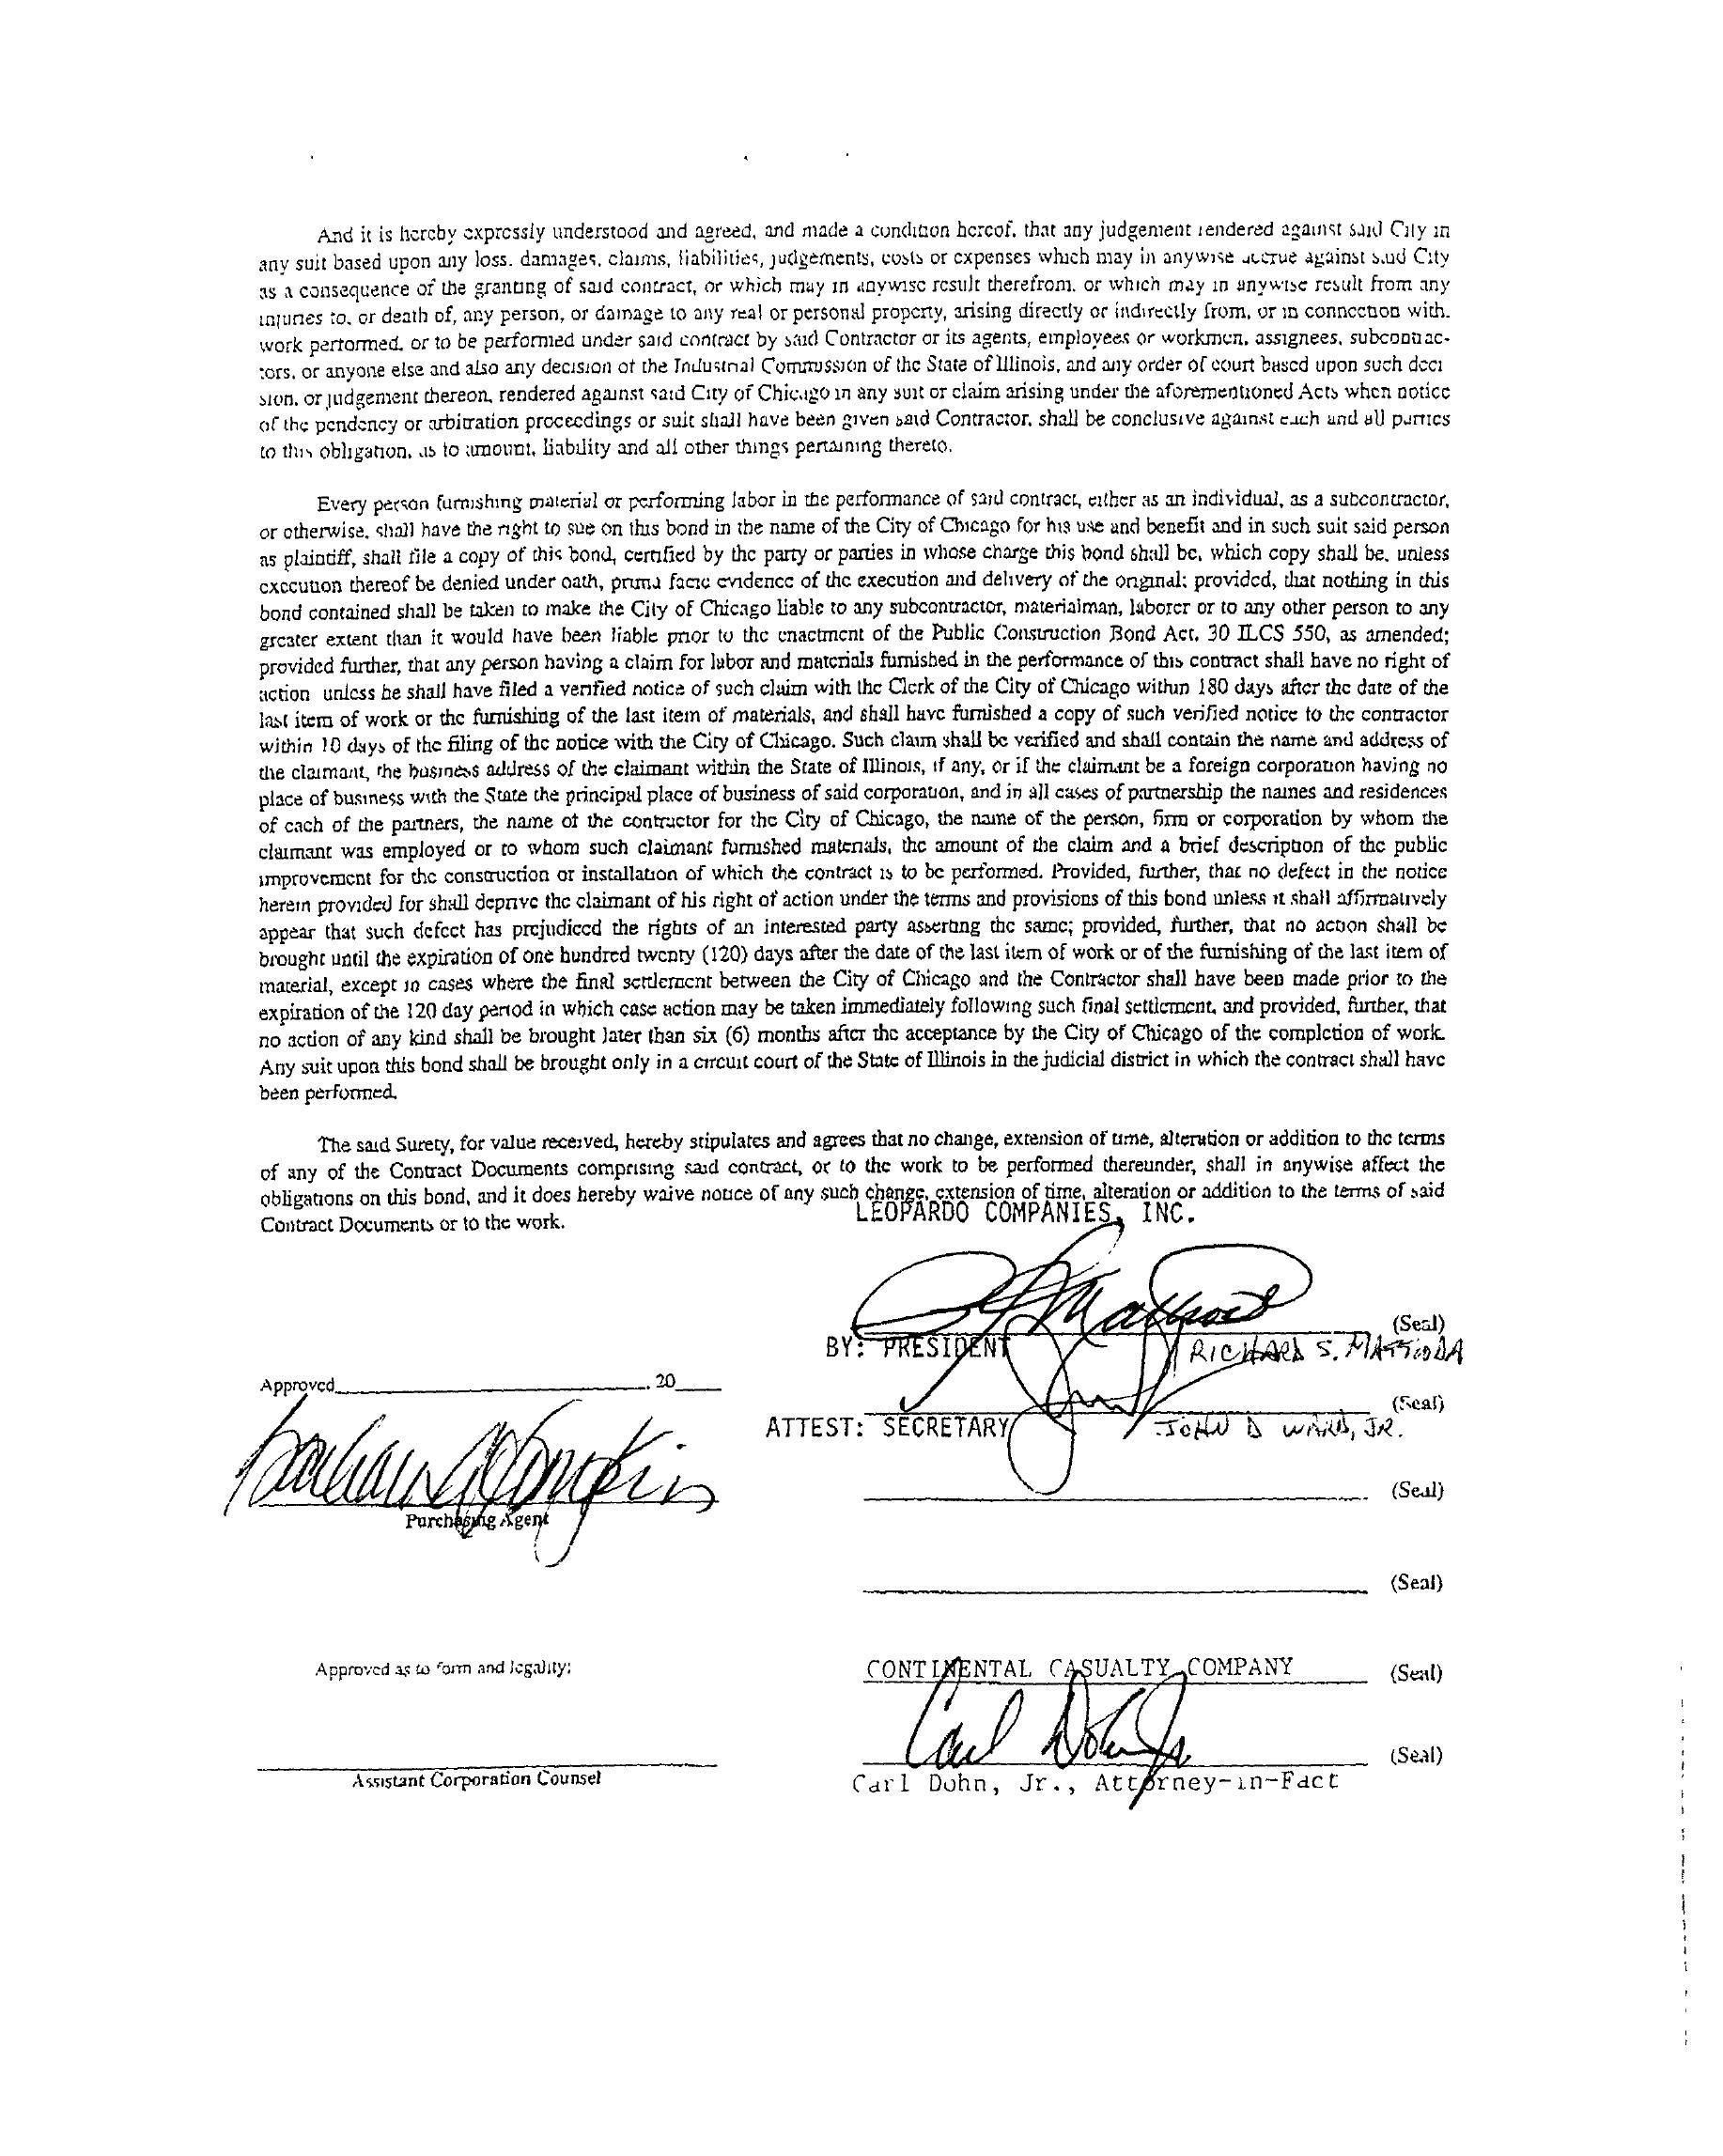 And it is hereby expressly understood and agreed, and made a condition hereof, that any judgement rendered against said City in
any suit based upon any loss, damages, claims, liabilities, judgements, costs or expenses which may in anywise accrue against said City
as a consequence of the granting of said contract, or which may in anywise result therefrom, or which may in anywise result from any
injuries to, or death of, any person, or damage to any real or personal property, arising directly or indirectly from, or in connection with,
work performed, or to be performed under said contract by said Contractor or its agents, employees or workmen, assignees, subcontrac-
tors, or anyone else and also any decision of the Industrial Commission of the State of Illinois, and any order of court based upon such deci
sion, or judgement thereon, rendered against said City of Chicago in any suit or claim arising under the aforementioned Acts when notice
of the pendency or arbitration proceedings or suit shall have been given said Contractor, shall be conclusive against each and all parties
to this obligation, as to amount, liability and all other things pertaining thereto.
Every person furnishing material or performing labor in the performance of said contract, either as an individual, as a subcontractor,
or otherwise, shall have the right to sue on this bond in the name of the City of Chicago for his use and benefit and in such suit said person
as plaintiff, shall file a copy of this bond, certified by the party or parties in whose charge this bond shall be, which copy shall be, unless
execution thereof be denied under oath, prima facie evidence of the execution and delivery of the original; provided, that nothing in this
bond contained shall be taken to make the City of Chicago liable to any subcontractor, materialman, laborer or to any other person to any
greater extent than it would have been liable prior to the enactment of the Public Construction Bond Act, 30 ILCS 550, as amended;
provided further, that any person having a claim for labor and materials furnished in the performance of this contract shall have no right of
action unless he shall have filed a verified notice of such claim with the Clerk of the City of Chicago within 180 days after the date of the
last item of work or the furnishing of the last item of materials, and shall have furnished a copy of such verified notice to the contractor
within 10 days of the filing of the notice with the City of Chicago. Such claim shall be verified and shall contain the name and address of
the claimant, the business address of the claimant within the State of Illinois, if any, or if the claimant be a foreign corporation having no
place of business with the State the principal place of business of said corporation, and in all cases of partnership the names and residences
of each of the partners, the name of the contractor for the City of Chicago, the name of the person, firm or corporation by whom the
claimant was employed or to whom such claimant furnished materials, the amount of the claim and a brief description of the public
improvement for the construction or installation of which the contract is to be performed. Provided, further, that no defect in the notice
herein provided for shall deprive the claimant of his right of action under the terms and provisions of this bond unless it shall affirmatively
appear that such defect has prejudiced the rights of an interested party asserting the same; provided, further, that no action shall be
brought until the expiration of one hundred twenty (120) days after the date of the last item of work or of the furnishing of the last item of
material, except in cases where the final settlement between the City of Chicago and the Contractor shall have been made prior to the
expiration of the 120 day period in which case action may be taken immediately following such final settlement, and provided, further, that
no action of any kind shall be brought later than six (6) months after the acceptance by the City of Chicago of the completion of work.
Any suit upon this bond shall be brought only in a circuit court of the State of Illinois in the judicial district in which the contract shall have
been performed.
The said Surety, for value received, hereby stipulates and agrees that no change, extension of time, alteration or addition to the terms
of any of the Contract Documents comprising said contract, or to the work to be performed thereunder, shall in anywise affect the
obligations on this bond, and it does hereby waive notice of any such change, extension of time, alteration or addition to the terms of said
Contract Documents or to the work.
LEOPARDO COMPANIES, INC.
(Seal)
BY: PRESIDENT RICHARD S. MATTIODA
Approved 20
(Seal)
ATTEST: SECRETARY JOHN D WARD, JR.
(Seal)
Purchasing Agent
(Seal)
Approved as to form and legality:
CONTINENTAL CASUALTY COMPANY (Seal)
Carl Dohn Jr. (Seal)
Assistant Corporation Counsel
Carl Dohn, Jr., Attorney-in-Fact